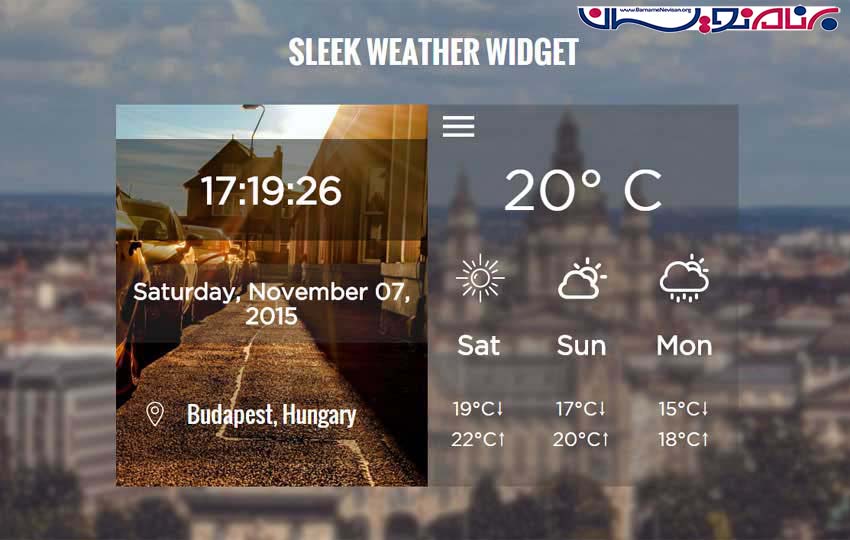 www.BarnameNevisan.org
برنامه نویسان
SLEEK WEATHER WIDGET
17:19:26
20° C
Saturday, November 07,
2015
Budapest, Hungary
Sat Sun Mon
19°C↓ 17°C↓ 15°C↓
22°C↑ 20°C↑ 18°C↑